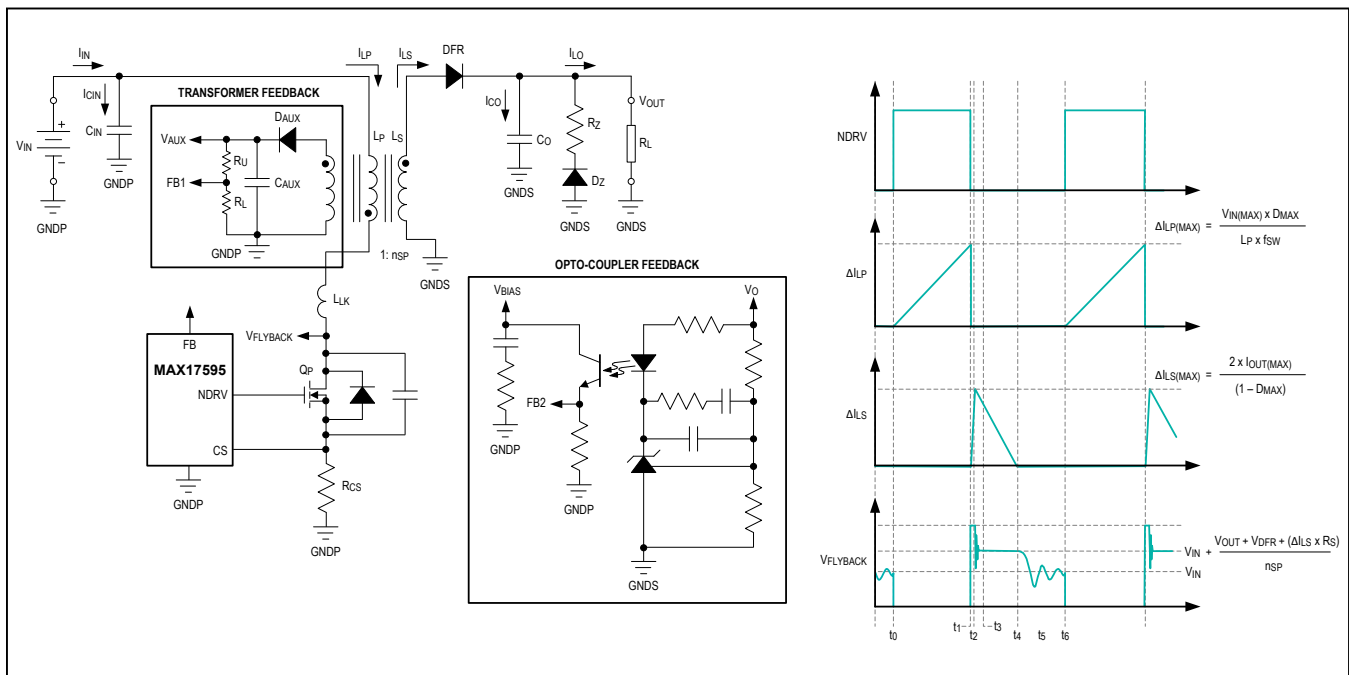 IIN
ILP
ILS
DFR
ILO
ICIN
TRANSFORMER FEEDBACK
ICO
VOUT
DAUX
VAUX
LP
LS
RZ
CIN
VIN
+
−
CO
RL
RU
CAUX
FB1
RL
DZ
GNDP
GNDS
GNDS
GNDP
GNDP
1: nSP
GNDS
OPTO-COUPLER FEEDBACK
LLK
VBIAS
VO
VFLYBACK
FB
MAX17595
QP
NDRV
FB2
CS
GNDP
GNDP
RCS
GNDP
GNDP
GNDS
NDRV
ΔILP(MAX) = VIN(MAX) x DMAX
LP x fSW
ΔILP
ΔILS(MAX) = 2 x IOUT(MAX)
(1 – DMAX)
ΔILS
VIN + VOUT + VDFR + (ΔILS x RS)
nSP
VFLYBACK
VIN
t0
t1
t2
t3
t4
t5
t6